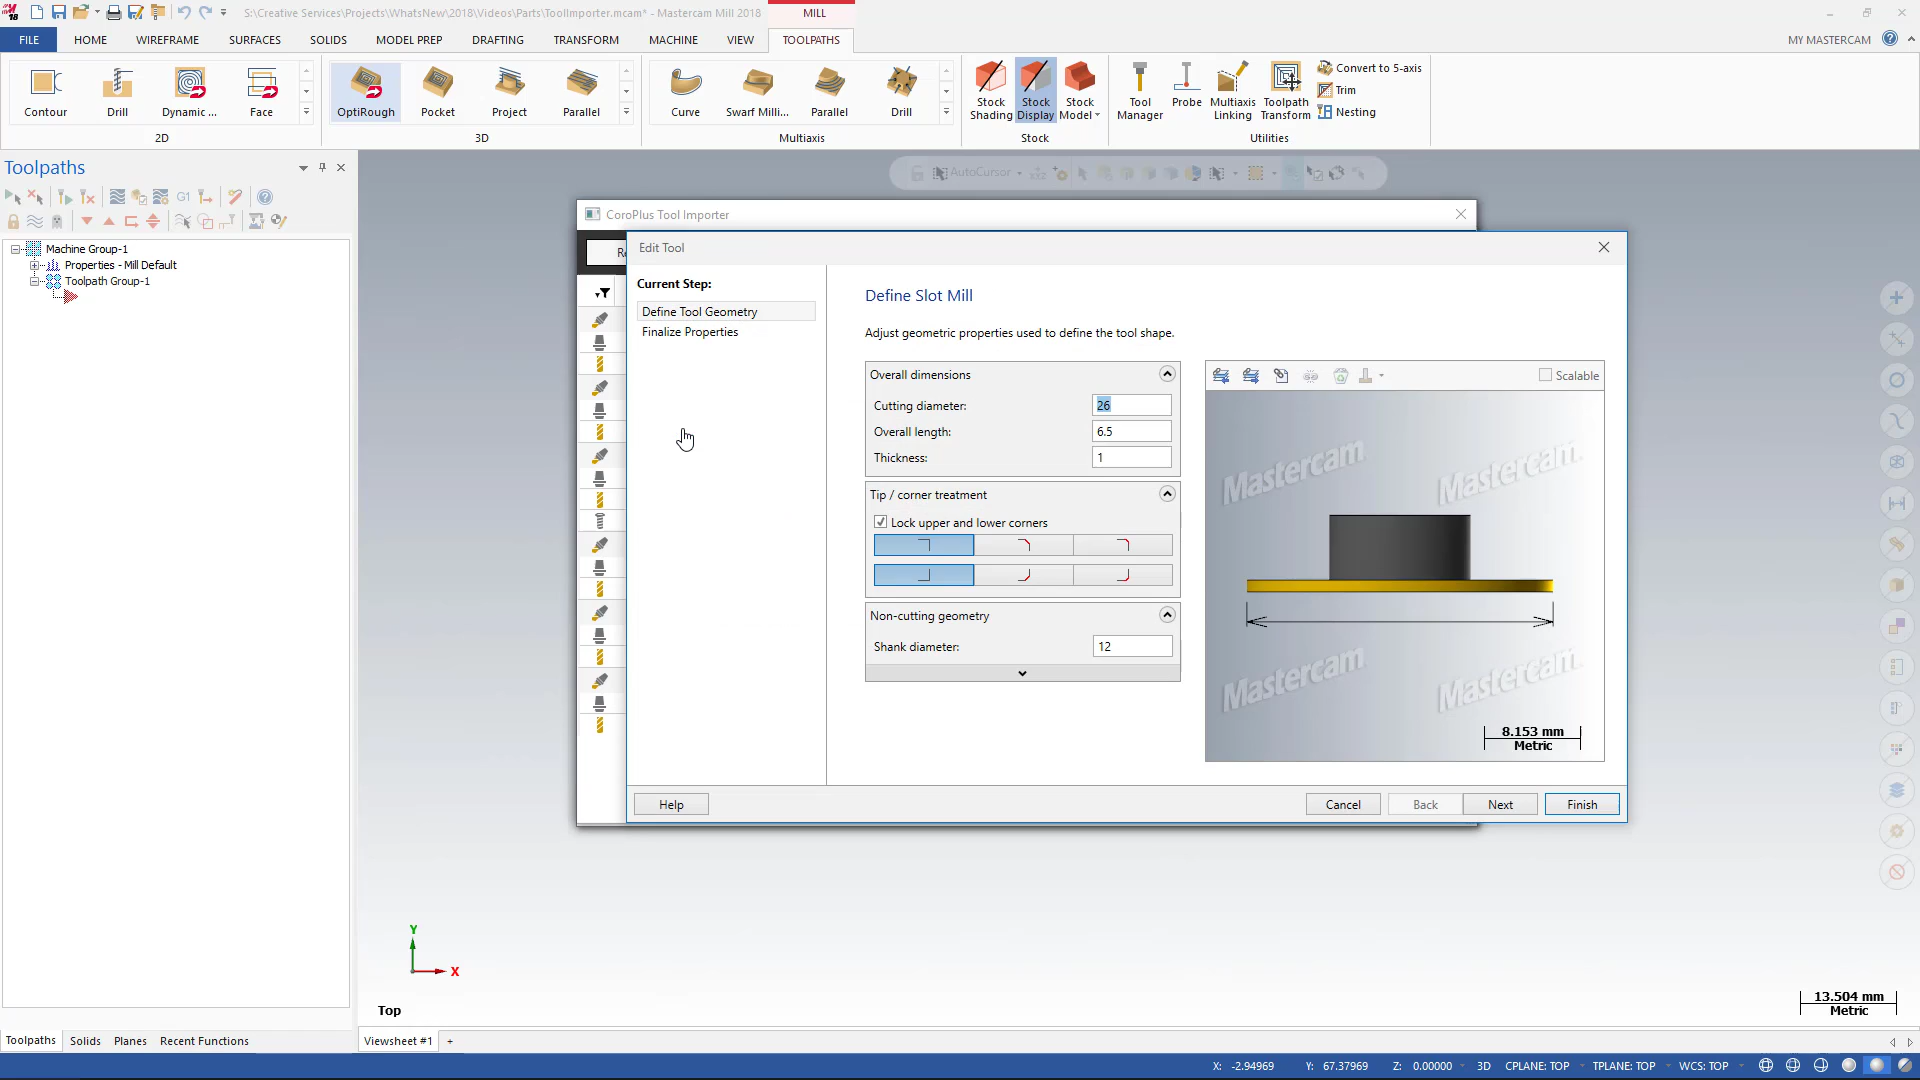 S:\Creative Services\Projects\WhatsNew\2018\Videos\Parts\ToolImporter.mcam* - Mastercam Mill 2018
MILL
FILE HOME WIREFRAME SURFACES SOLIDS MODEL PREP DRAFTING TRANSFORM MACHINE VIEW TOOLPATHS MY MASTERCAM
Contour Drill Dynamic ... Face
2D
OptiRough Pocket Project Parallel
3D
Curve Swarf Milli... Parallel Drill
Multiaxis
Stock Shading
Stock Display
Stock Model
Stock
Tool Manager
Probe
Multiaxis Linking
Toolpath Transform
Convert to 5-axis
Trim
Nesting
Utilities
Toolpaths
G1
AutoCursor
Machine Group-1
Properties - Mill Default
Toolpath Group-1
CoroPlus Tool Importer
Edit Tool
Current Step:
Define Tool Geometry
Finalize Properties
Define Slot Mill
Adjust geometric properties used to define the tool shape.
Overall dimensions
Cutting diameter: 26
Overall length: 6.5
Thickness: 1
Tip / corner treatment
Lock upper and lower corners
Non-cutting geometry
Shank diameter: 12
Scalable
Mastercam Mastercam
Mastercam Mastercam
8.153 mm
Metric
Help Cancel Back Next Finish
Y
X
Top
13.504 mm
Metric
Toolpaths Solids Planes Recent Functions
Viewsheet #1 +
X: -2.94969 Y: 67.37969 Z: 0.00000 3D CPLANE: TOP TPLANE: TOP WCS: TOP